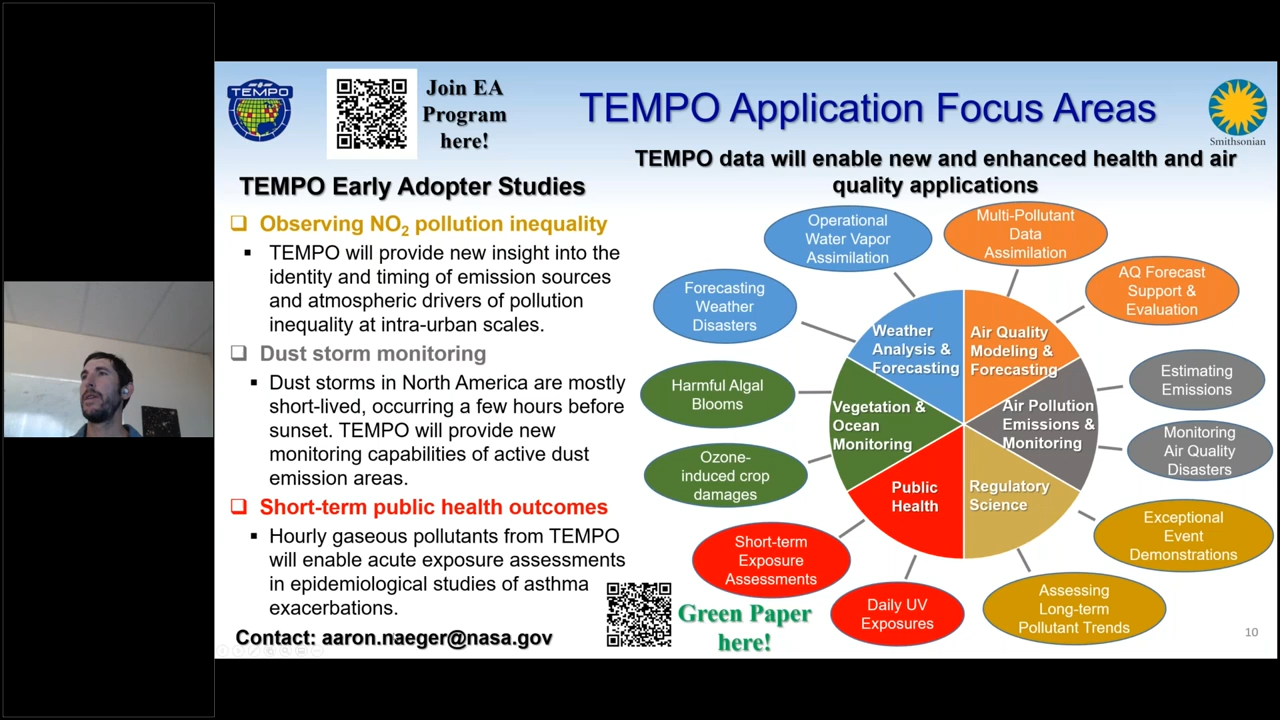 TEMPO
Join EA
Program
here!
TEMPO Application Focus Areas
Smithsonian
TEMPO data will enable new and enhanced health and air
quality applications
TEMPO Early Adopter Studies
❑ Observing NO₂ pollution inequality
▪ TEMPO will provide new insight into the
identity and timing of emission sources
and atmospheric drivers of pollution
inequality at intra-urban scales.
❑ Dust storm monitoring
▪ Dust storms in North America are mostly
short-lived, occurring a few hours before
sunset. TEMPO will provide new
monitoring capabilities of active dust
emission areas.
❑ Short-term public health outcomes
▪ Hourly gaseous pollutants from TEMPO
will enable acute exposure assessments
in epidemiological studies of asthma
exacerbations.
Contact: aaron.naeger@nasa.gov
Green Paper
here!
Operational
Water Vapor
Assimilation
Multi-Pollutant
Data
Assimilation
Forecasting
Weather
Disasters
AQ Forecast
Support &
Evaluation
Harmful Algal
Blooms
Estimating
Emissions
Ozone-
induced crop
damages
Monitoring
Air Quality
Disasters
Short-term
Exposure
Assessments
Exceptional
Event
Demonstrations
Daily UV
Exposures
Assessing
Long-term
Pollutant Trends
Weather
Analysis &
Forecasting
Air Quality
Modeling &
Forecasting
Vegetation &
Ocean
Monitoring
Air Pollution
Emissions &
Monitoring
Public
Health
Regulatory
Science
10